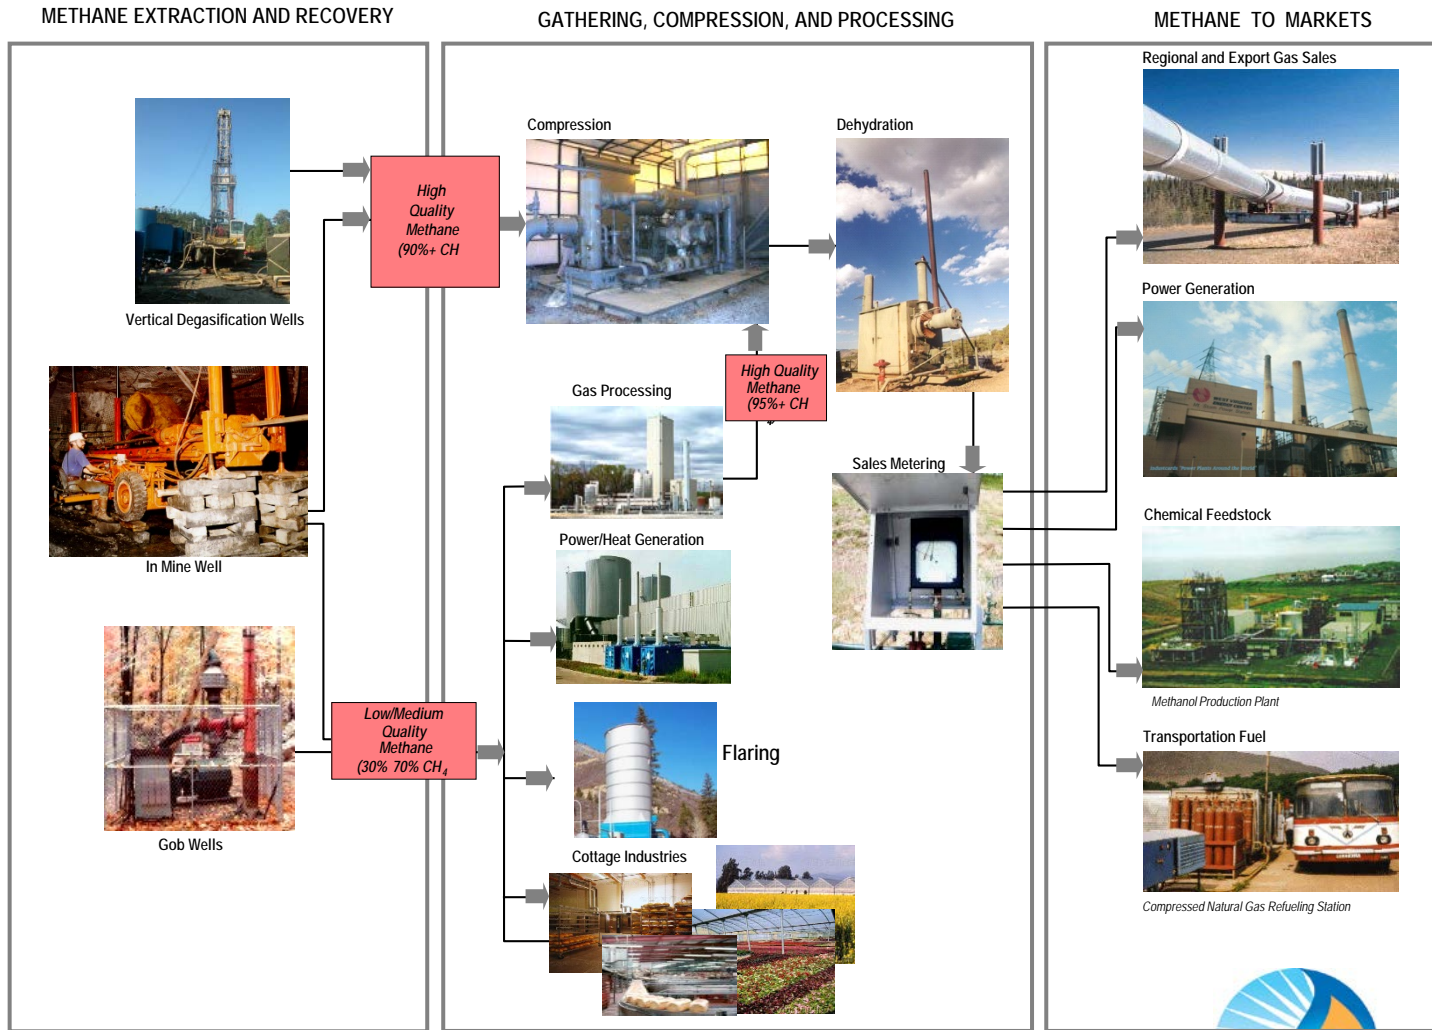 METHANE EXTRACTION AND RECOVERY
GATHERING, COMPRESSION, AND PROCESSING
METHANE TO MARKETS
Vertical Degasification Wells
In Mine Well
Gob Wells
High
Quality
Methane
(90%+ CH
Low/Medium
Quality
Methane
(30% 70% CH4
Compression
Dehydration
Gas Processing
High Quality
Methane
(95%+ CH
Power/Heat Generation
Flaring
Cottage Industries
Sales Metering
Regional and Export Gas Sales
Power Generation
Chemical Feedstock
Methanol Production Plant
Transportation Fuel
Compressed Natural Gas Refueling Station